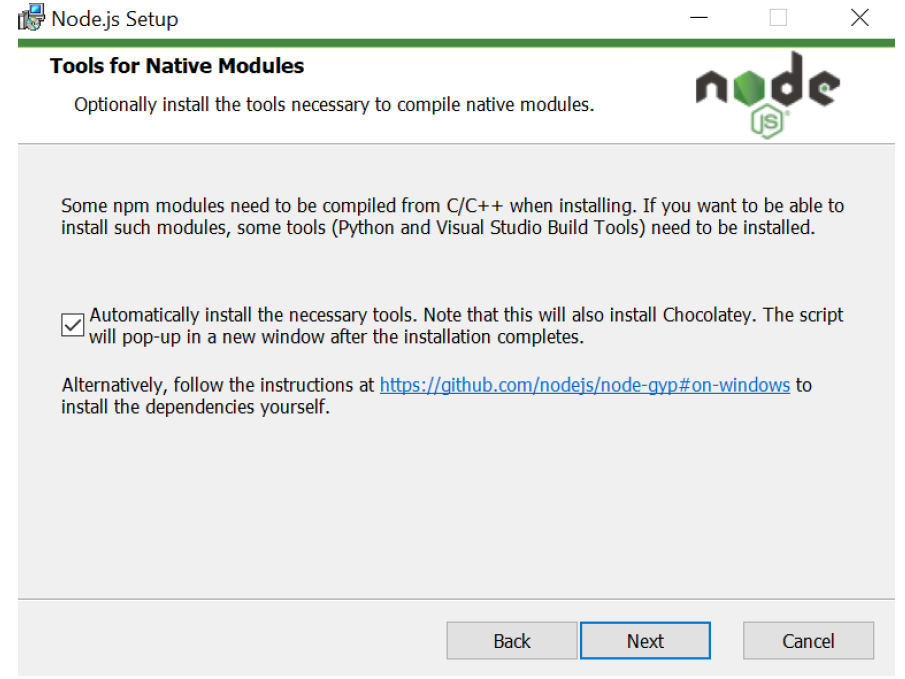 Node.js Setup
Tools for Native Modules
Optionally install the tools necessary to compile native modules.
node
JS
Some npm modules need to be compiled from C/C++ when installing. If you want to be able to
install such modules, some tools (Python and Visual Studio Build Tools) need to be installed.
Automatically install the necessary tools. Note that this will also install Chocolatey. The script
will pop-up in a new window after the installation completes.
Alternatively, follow the instructions at https://github.com/nodejs/node-gyp#on-windows to
install the dependencies yourself.
Back Next Cancel